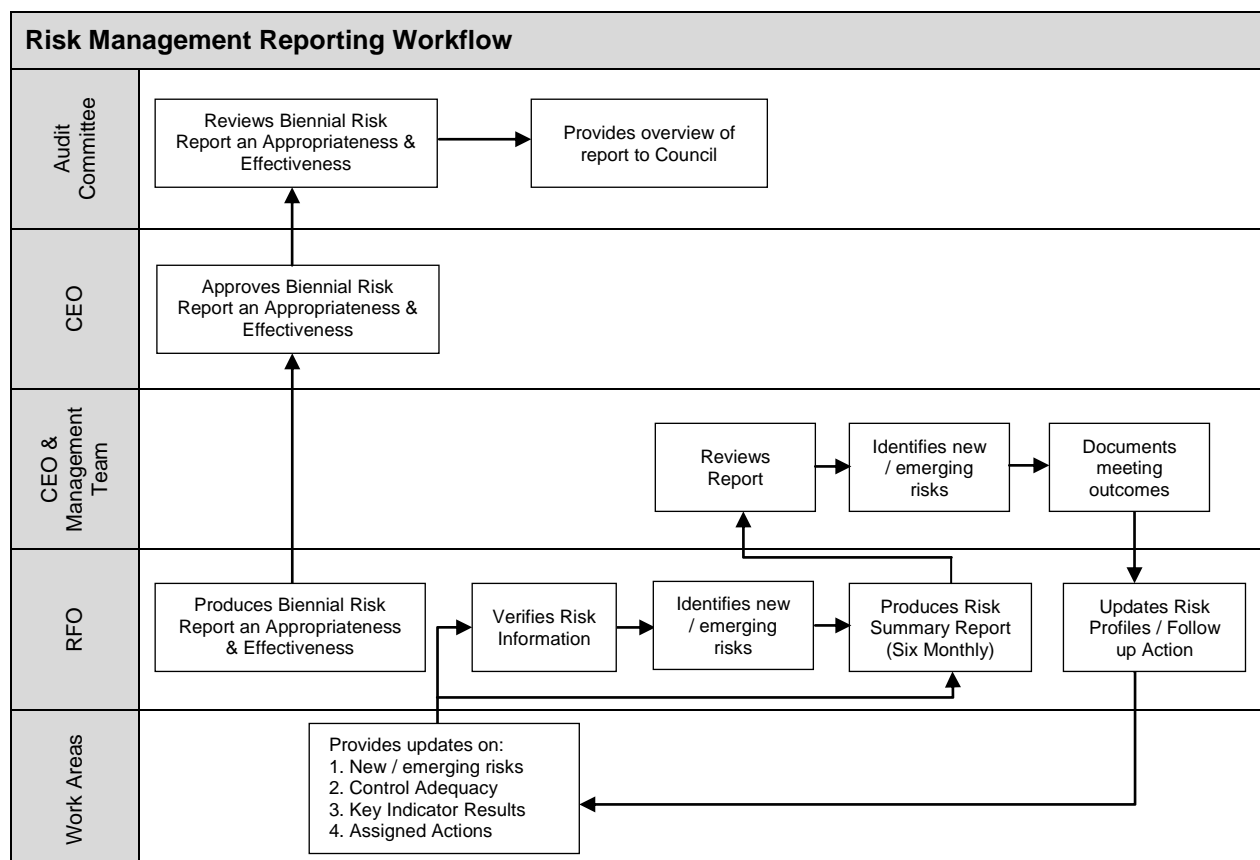 Risk Management Reporting Workflow
Audit
Committee
Reviews Biennial Risk
Report an Appropriateness &
Effectiveness
Provides overview of
report to Council
CEO
Approves Biennial Risk
Report an Appropriateness &
Effectiveness
CEO &
Management
Team
Reviews
Report
Identifies new
/ emerging
risks
Documents
meeting
outcomes
RFO
Produces Biennial Risk
Report an Appropriateness
& Effectiveness
Verifies Risk
Information
Identifies new
/ emerging
risks
Produces Risk
Summary Report
(Six Monthly)
Updates Risk
Profiles / Follow
up Action
Work Areas
Provides updates on:
1. New / emerging risks
2. Control Adequacy
3. Key Indicator Results
4. Assigned Actions